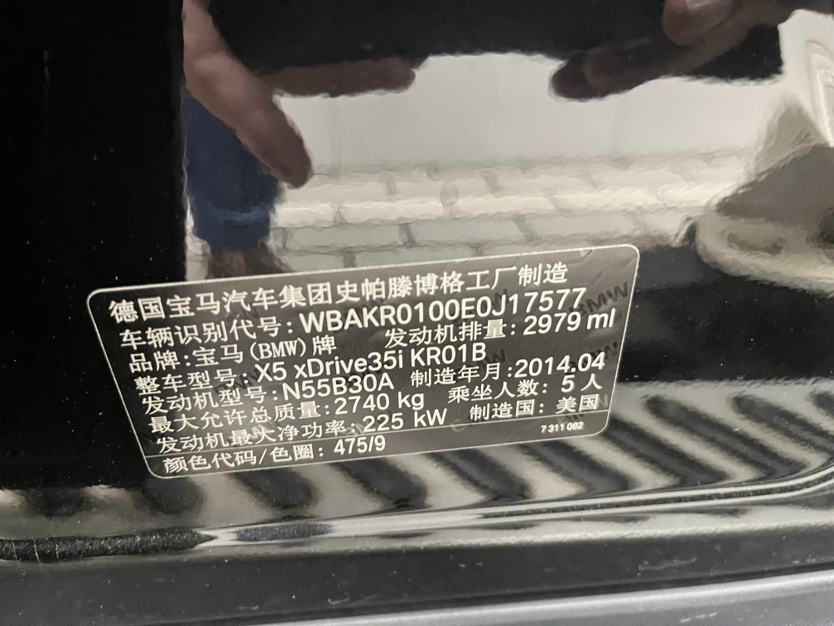 德国宝马汽车集团史帕滕博格工厂制造
车辆识别代号: WBAKR0100E0J17577
品牌: 宝马(BMW)牌 发动机排量: 2979 ml
整车型号: X5 xDrive35i KR01B
发动机型号: N55B30A 制造年月: 2014.04
最大允许总质量: 2740 kg 乘坐人数: 5 人
发动机最大净功率: 225 kW 制造国: 美国
颜色代码/色圈: 475/9 7 311 082